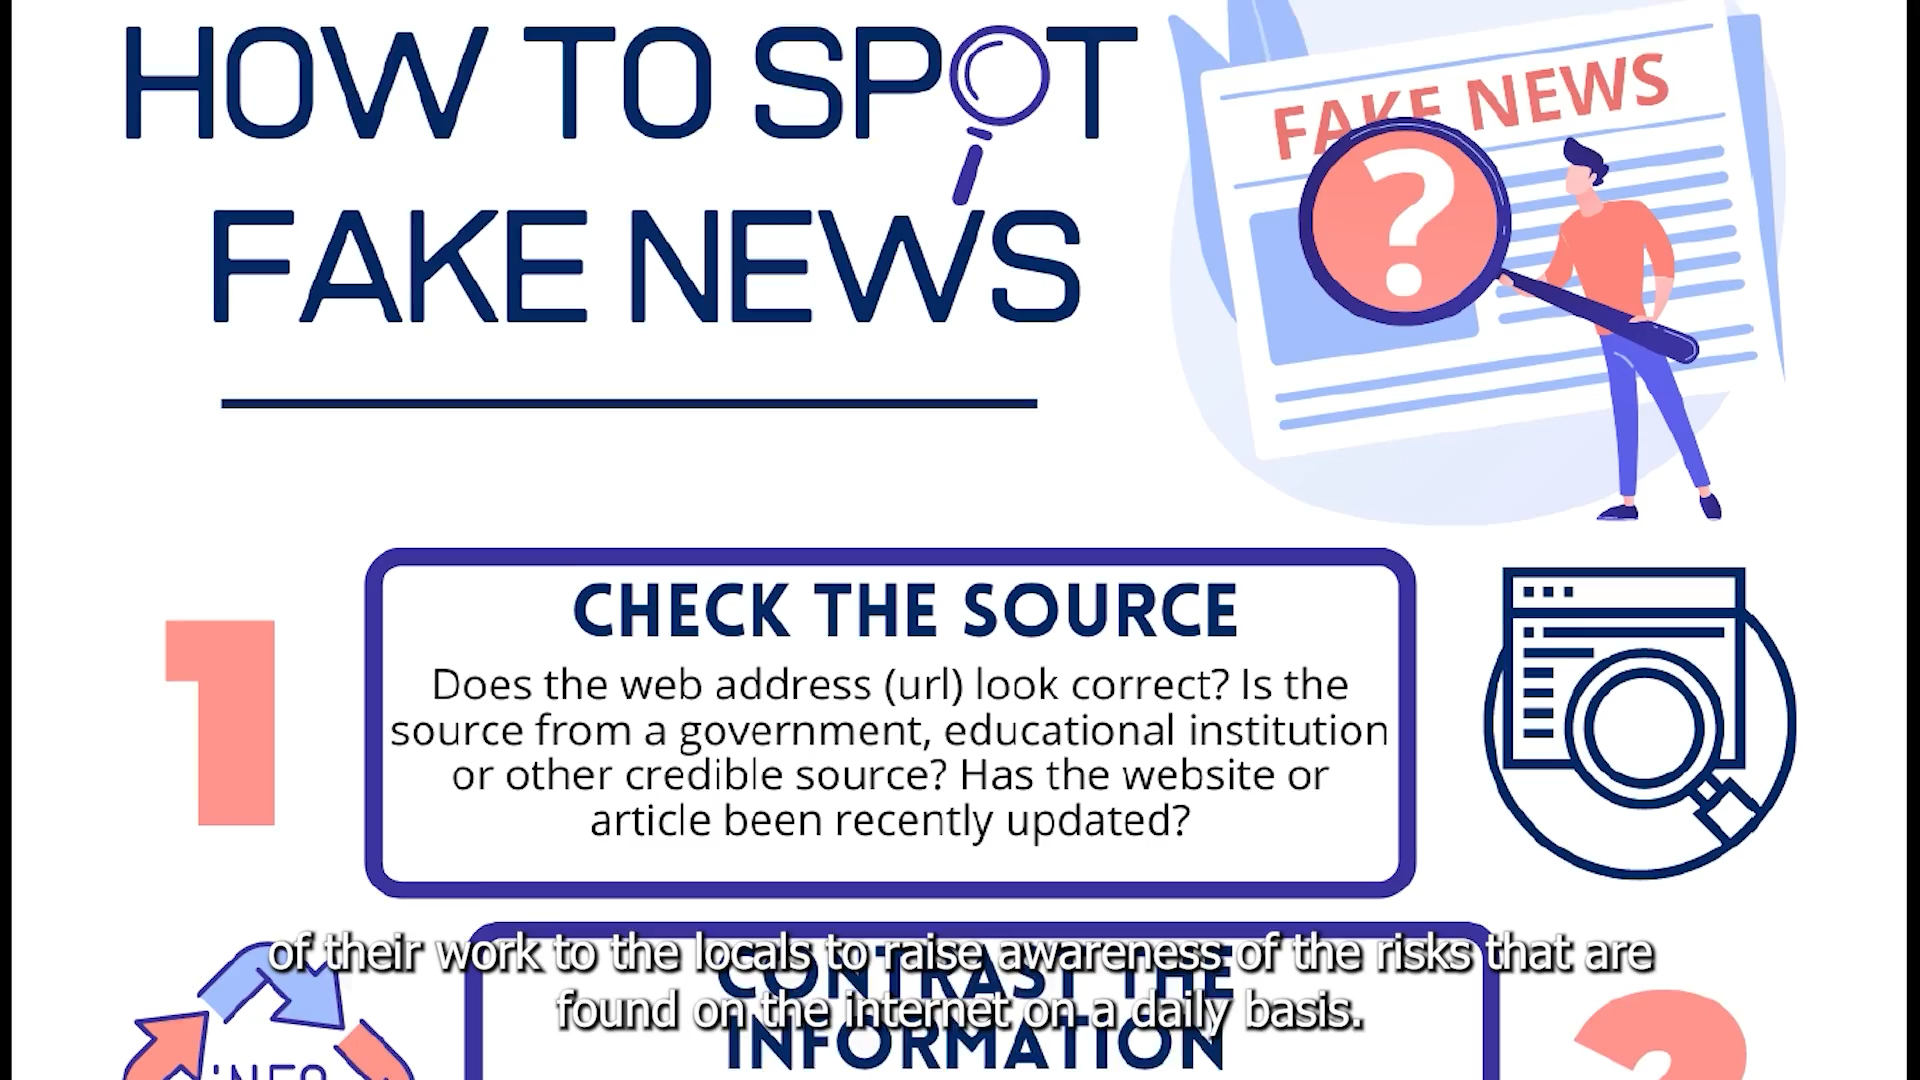 HOW TO SPOT
FAKE NEWS
FAKE NEWS
?
1
CHECK THE SOURCE
Does the web address (url) look correct? Is the
source from a government, educational institution
or other credible source? Has the website or
article been recently updated?
CONTRAST THE
INFORMATION
INFO
2
of their work to the locals to raise awareness of the risks that are
found on the internet on a daily basis.